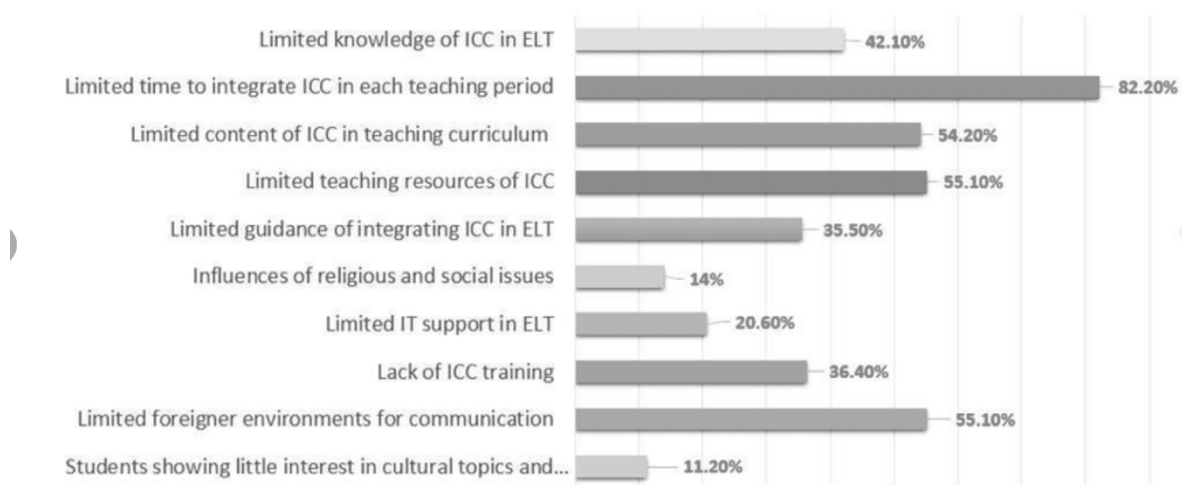 Limited knowledge of ICC in ELT 42.10%
Limited time to integrate ICC in each teaching period 82.20%
Limited content of ICC in teaching curriculum 54.20%
Limited teaching resources of ICC 55.10%
Limited guidance of integrating ICC in ELT 35.50%
Influences of religious and social issues 14%
Limited IT support in ELT 20.60%
Lack of ICC training 36.40%
Limited foreigner environments for communication 55.10%
Students showing little interest in cultural topics and... 11.20%